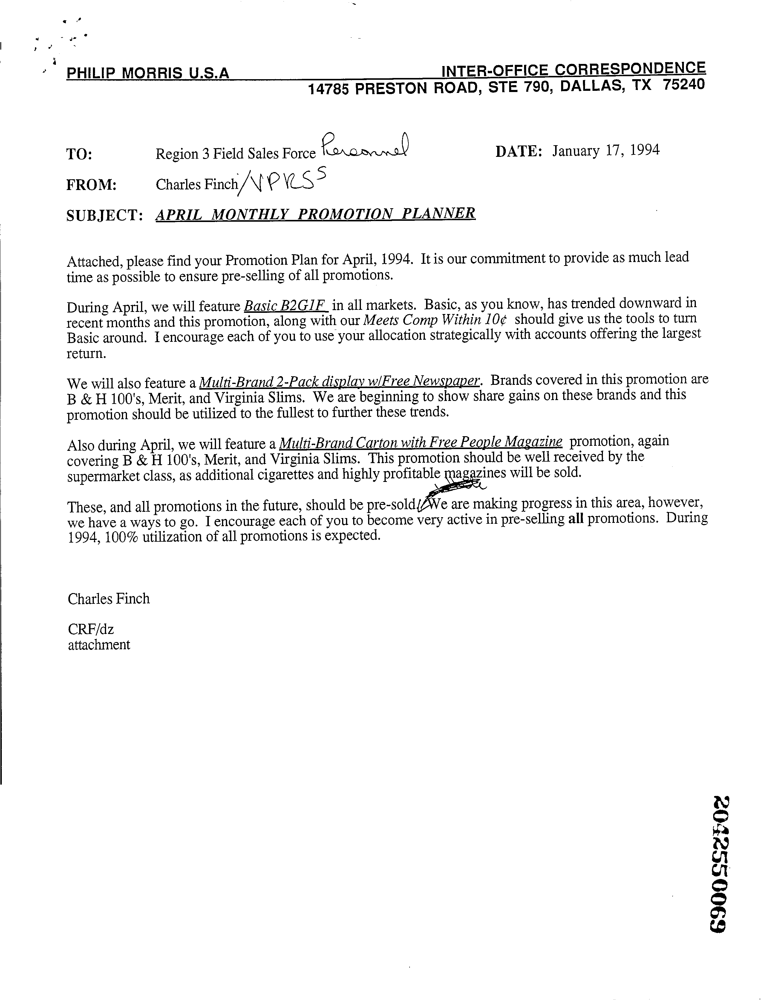 PHILIP MORRIS U.S.A INTER-OFFICE CORRESPONDENCE
14785 PRESTON ROAD, STE 790, DALLAS, TX 75240
TO: Region 3 Field Sales Force Personnel DATE: January 17, 1994
FROM: Charles Finch/VPRSS
SUBJECT: APRIL MONTHLY PROMOTION PLANNER
Attached, please find your Promotion Plan for April, 1994. It is our commitment to provide as much lead
time as possible to ensure pre-selling of all promotions.
During April, we will feature Basic B2G1F in all markets. Basic, as you know, has trended downward in
recent months and this promotion, along with our Meets Comp Within 10¢ should give us the tools to turn
Basic around. I encourage each of you to use your allocation strategically with accounts offering the largest
return.
We will also feature a Multi-Brand 2-Pack display w/Free Newspaper. Brands covered in this promotion are
B & H 100's, Merit, and Virginia Slims. We are beginning to show share gains on these brands and this
promotion should be utilized to the fullest to further these trends.
Also during April, we will feature a Multi-Brand Carton with Free People Magazine promotion, again
covering B & H 100's, Merit, and Virginia Slims. This promotion should be well received by the
supermarket class, as additional cigarettes and highly profitable magazines will be sold.
These, and all promotions in the future, should be pre-sold. We are making progress in this area, however,
we have a ways to go. I encourage each of you to become very active in pre-selling all promotions. During
1994, 100% utilization of all promotions is expected.
Charles Finch
CRF/dz
attachment
2042550069